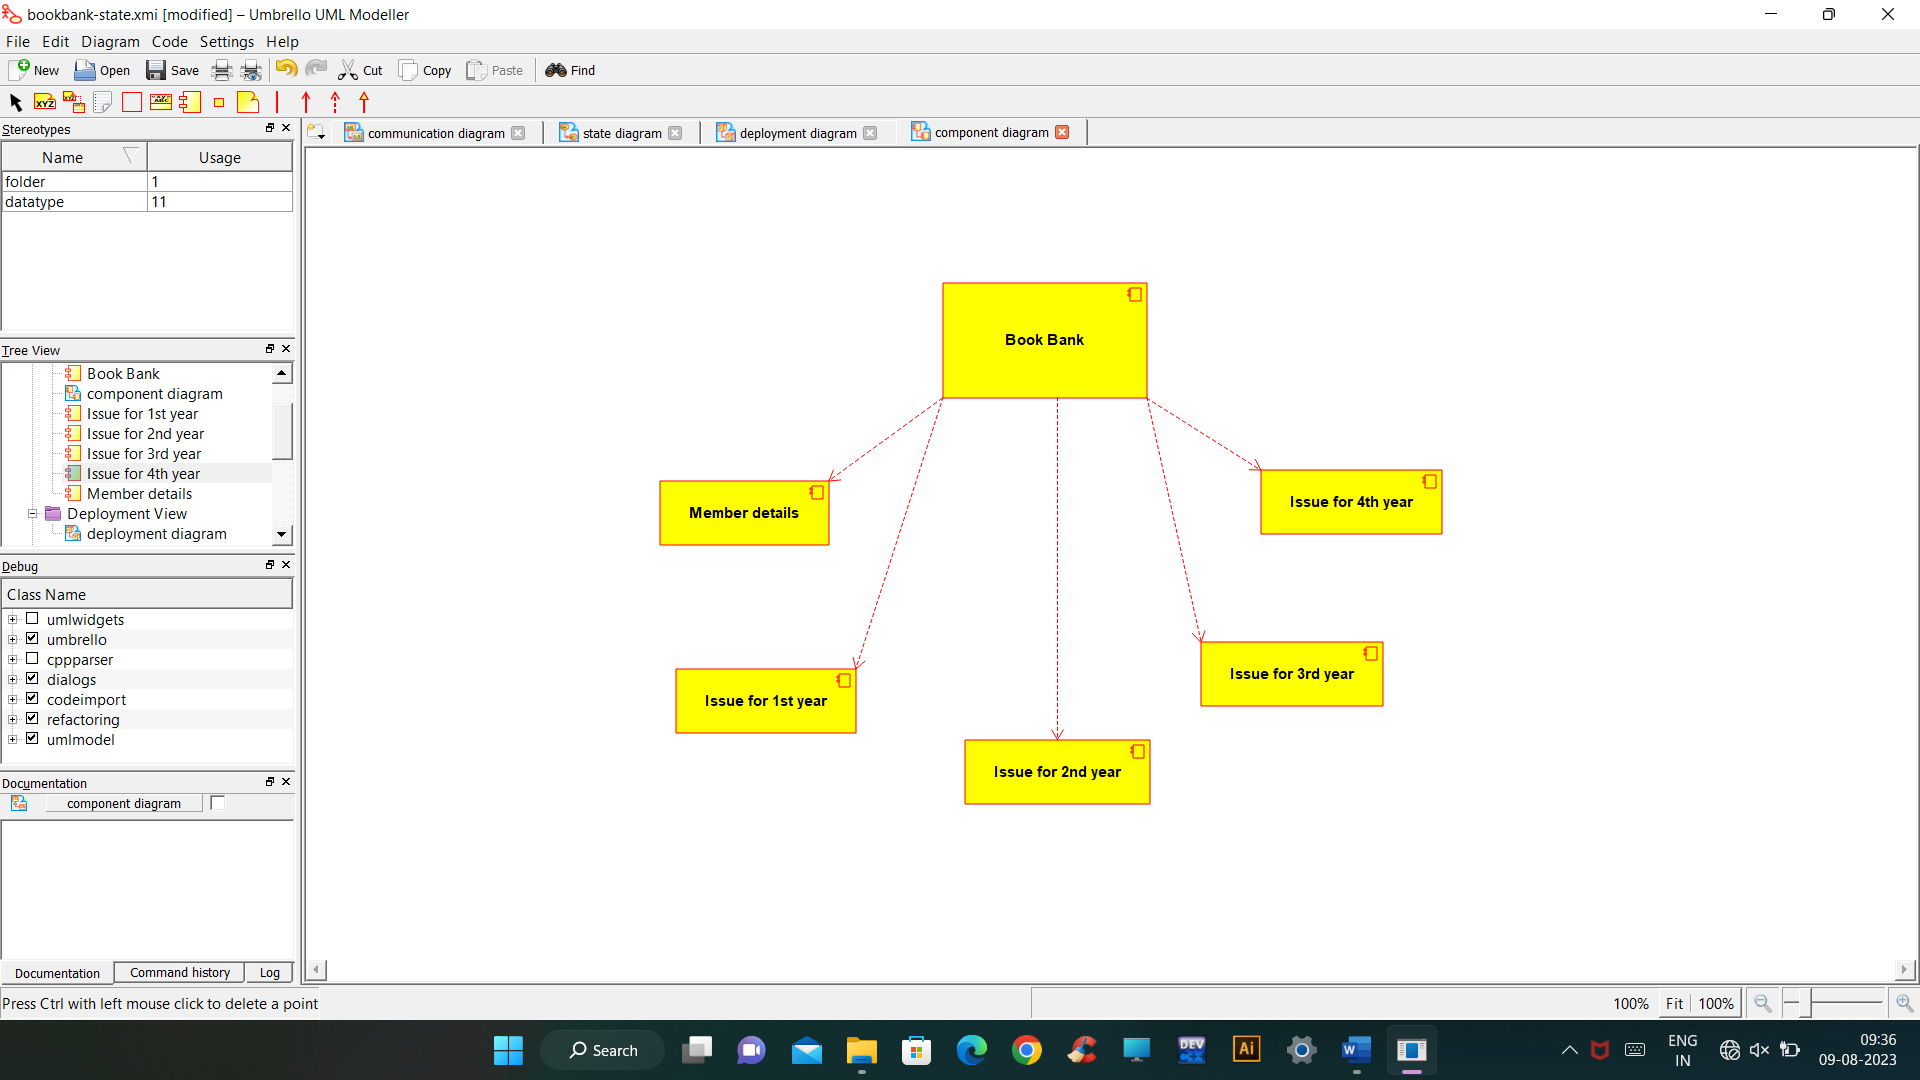 bookbank-state.xmi [modified] – Umbrello UML Modeller
File Edit Diagram Code Settings Help
New Open Save Cut Copy Paste Find
XYZ
Stereotypes
communication diagram state diagram deployment diagram component diagram
Name Usage
folder 1
datatype 11
Tree View
Book Bank
component diagram
Issue for 1st year
Issue for 2nd year
Issue for 3rd year
Issue for 4th year
Member details
Deployment View
deployment diagram
Debug
Class Name
umlwidgets
umbrello
cppparser
dialogs
codeimport
refactoring
umlmodel
Documentation
component diagram
Documentation Command history Log
Book Bank
Member details
Issue for 4th year
Issue for 1st year
Issue for 3rd year
Issue for 2nd year
Press Ctrl with left mouse click to delete a point
100% Fit 100%
Search
DEV
C++
Ai
W
ENG
IN
09:36
09-08-2023